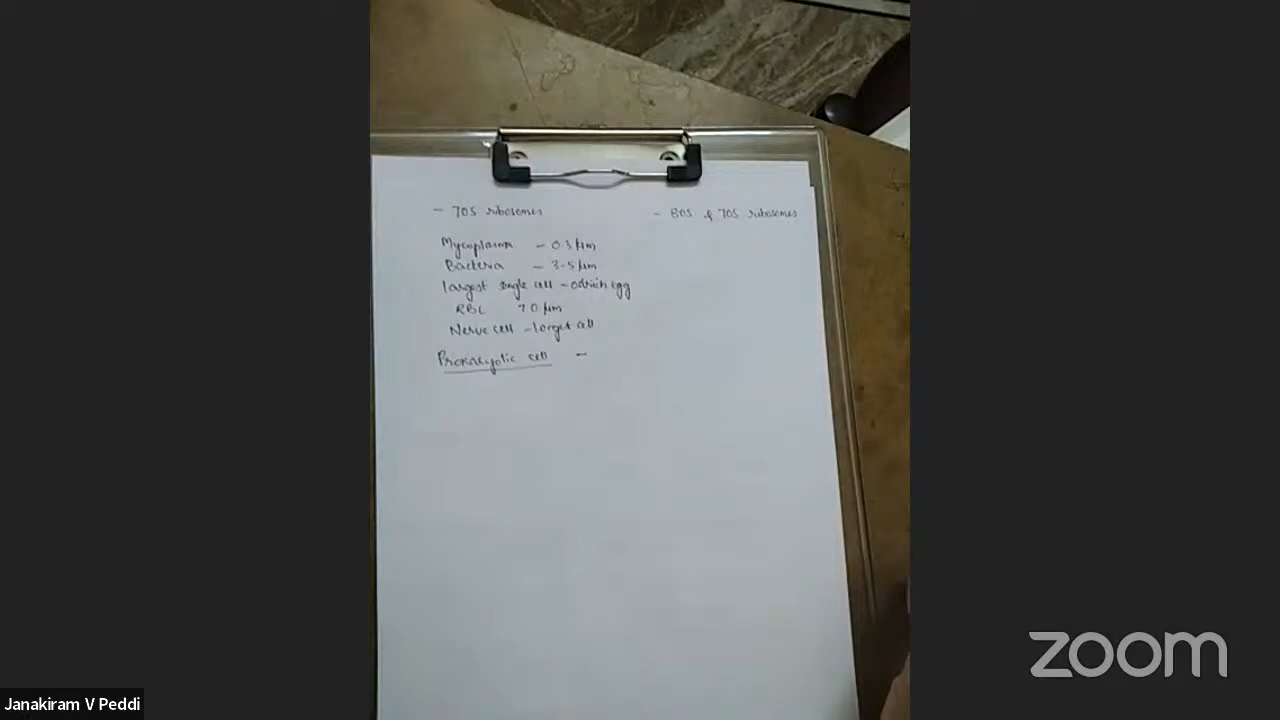 - 70S ribosomes
- 80S & 70S ribosomes
Mycoplasma - 0.3 μm
Bacteria - 3-5 μm
largest single cell - ostrich egg
RBC 7.0 μm
Nerve cell - longest cell
Prokaryotic cell -
zoom
Janakiram V Peddi